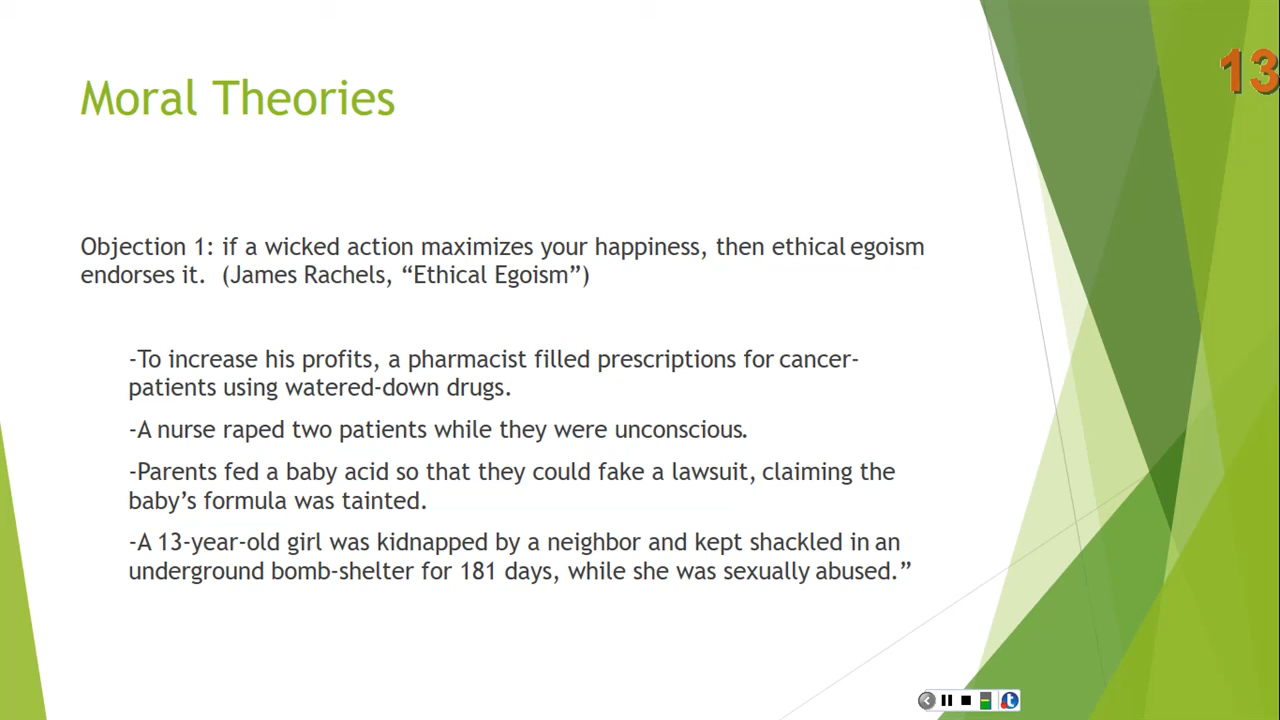 13
Moral Theories
Objection 1: if a wicked action maximizes your happiness, then ethical egoism
endorses it.  (James Rachels, “Ethical Egoism”)
-To increase his profits, a pharmacist filled prescriptions for cancer-
patients using watered-down drugs.
-A nurse raped two patients while they were unconscious.
-Parents fed a baby acid so that they could fake a lawsuit, claiming the
baby’s formula was tainted.
-A 13-year-old girl was kidnapped by a neighbor and kept shackled in an
underground bomb-shelter for 181 days, while she was sexually abused.”
t